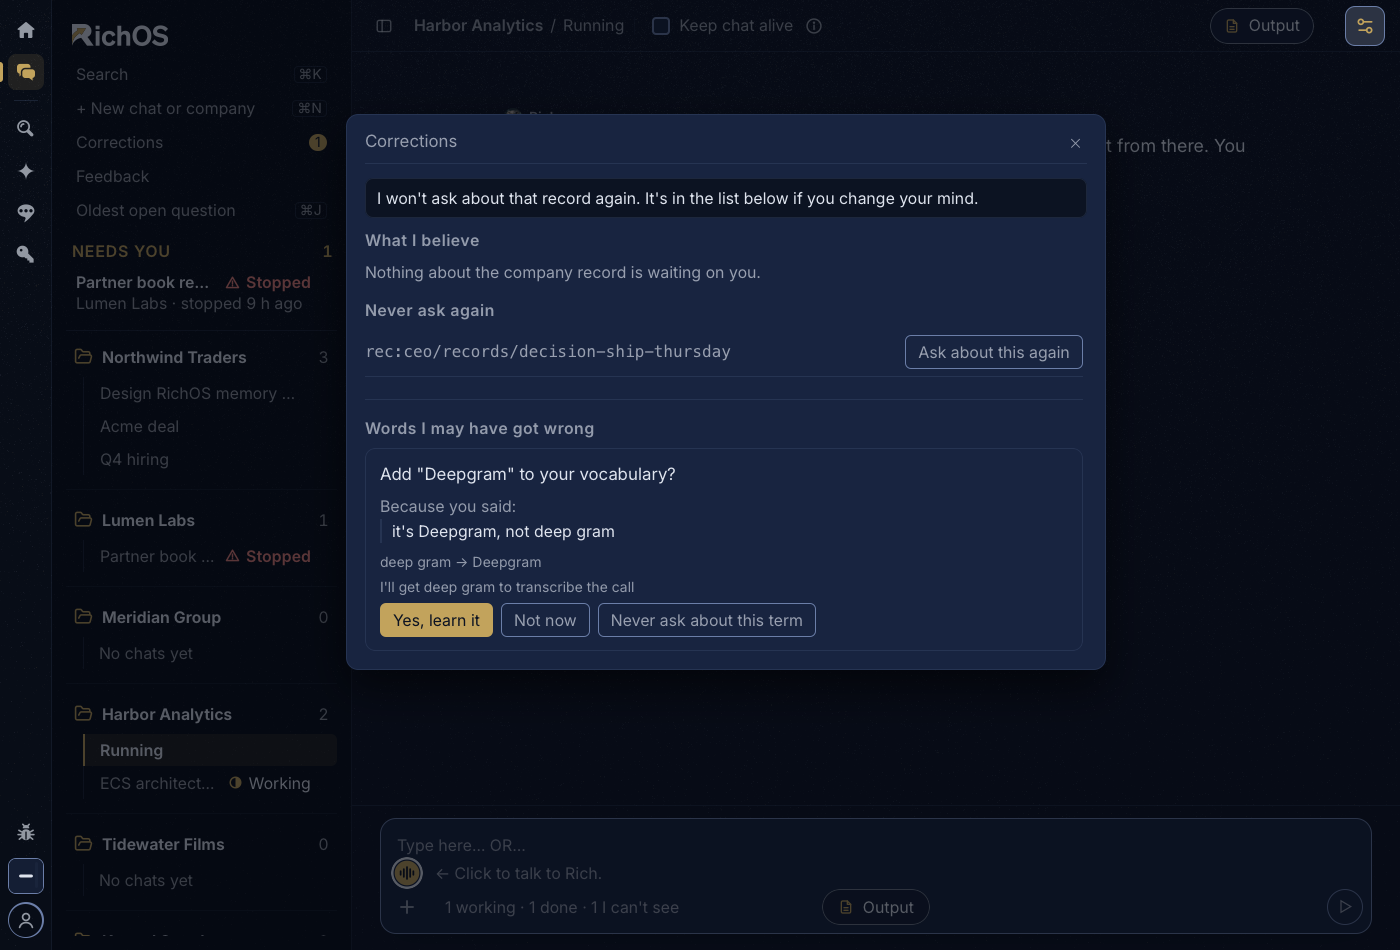 RichOS
Search ⌘K
+ New chat or company ⌘N
Corrections 1
Feedback
Oldest open question ⌘J
NEEDS YOU 1
Partner book re... Stopped
Lumen Labs · stopped 9 h ago
Northwind Traders 3
Design RichOS memory ...
Acme deal
Q4 hiring
Lumen Labs 1
Partner book ... Stopped
Meridian Group 0
No chats yet
Harbor Analytics 2
Running
ECS architect... Working
Tidewater Films 0
No chats yet
Harbor Analytics / Running Keep chat alive Output
t from there. You
Corrections
I won't ask about that record again. It's in the list below if you change your mind.
What I believe
Nothing about the company record is waiting on you.
Never ask again
rec:ceo/records/decision-ship-thursday Ask about this again
Words I may have got wrong
Add "Deepgram" to your vocabulary?
Because you said:
it's Deepgram, not deep gram
deep gram → Deepgram
I'll get deep gram to transcribe the call
Yes, learn it Not now Never ask about this term
Type here... OR...
← Click to talk to Rich.
1 working · 1 done · 1 I can't see Output